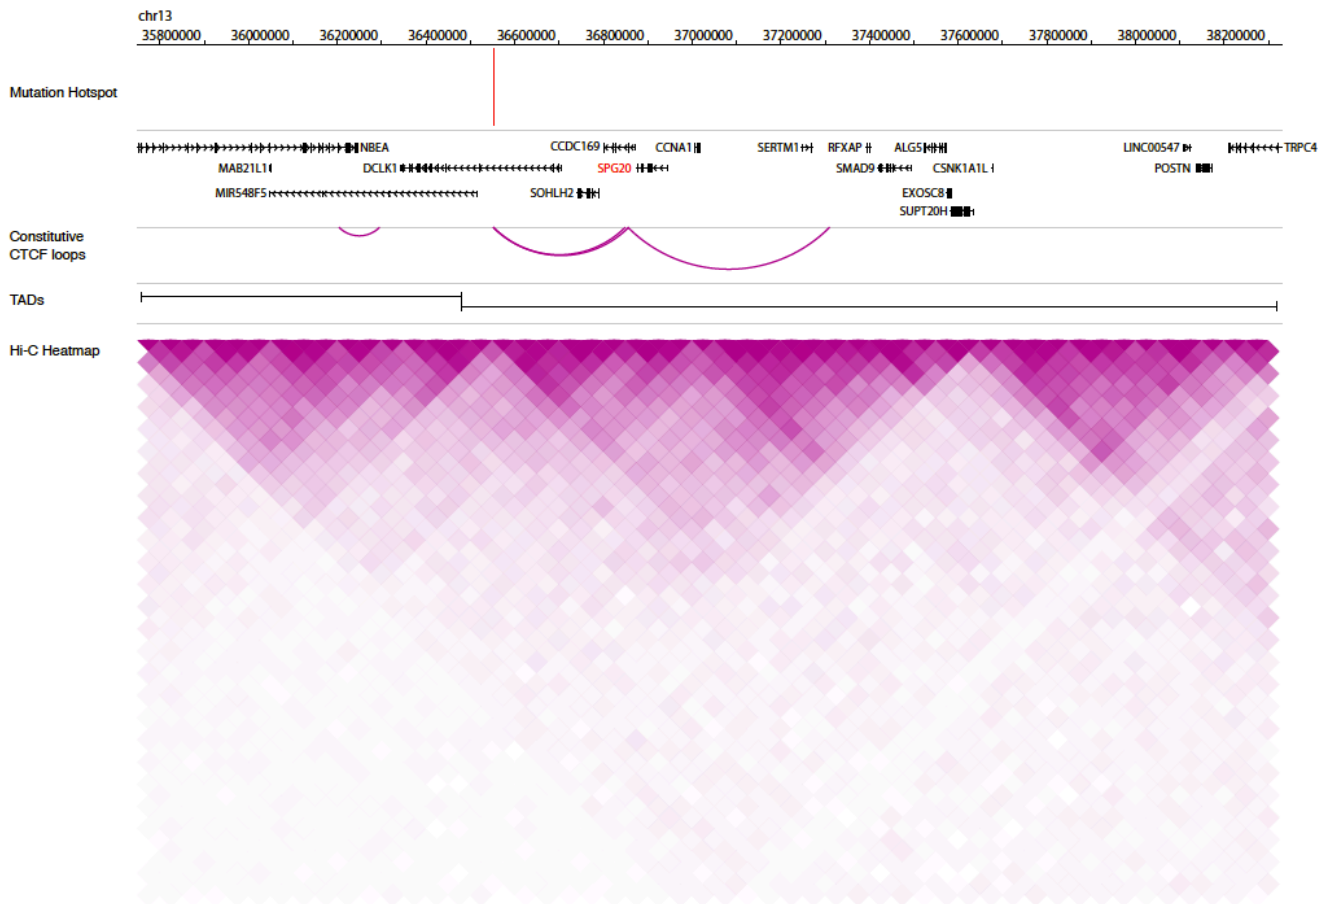 chr13
35800000 36000000 36200000 36400000 36600000 36800000 37000000 37200000 37400000 37600000 37800000 38000000 38200000
Mutation Hotspot
NBEA CCDC169 CCNA1 SERTM1 RFXAP ALG5 LINC00547 TRPC4
MAB21L1 DCLK1 SPG20 SMAD9 CSNK1A1L POSTN
MIR548F5 SOHLH2 EXOSC8
SUPT20H
Constitutive
CTCF loops
TADs
Hi-C Heatmap